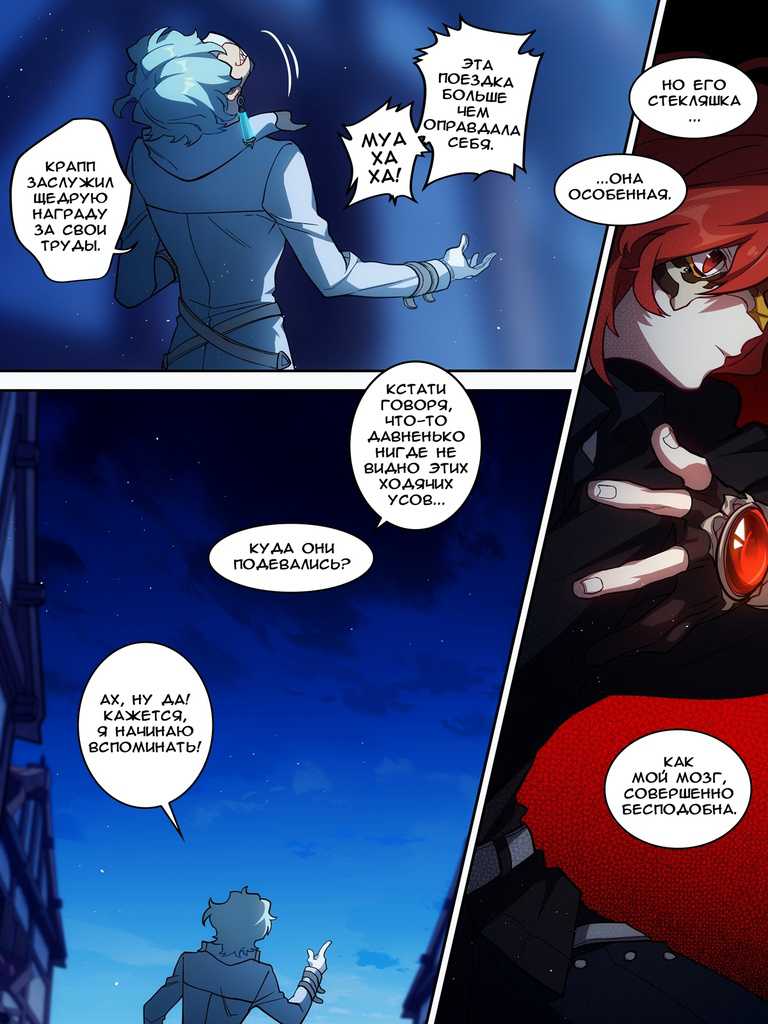 КРАПП
ЗАСЛУЖИЛ
ЩЕДРУЮ
НАГРАДУ
ЗА СВОИ
ТРУДЫ.
МУА
ХА
ХА!
ЭТА
ПОЕЗДКА
БОЛЬШЕ
ЧЕМ
ОПРАВДАЛА
СЕБЯ.
НО ЕГО
СТЕКЛЯШКА
...
...ОНА
ОСОБЕННАЯ.
КАК
МОЙ МОЗГ,
СОВЕРШЕННО
БЕСПОДОБНА.
КСТАТИ
ГОВОРЯ,
ЧТО-ТО
ДАВНЕНЬКО
НИГДЕ НЕ
ВИДНО ЭТИХ
ХОДЯЧИХ
УСОВ...
КУДА ОНИ
ПОДЕВАЛИСЬ?
АХ, НУ ДА!
КАЖЕТСЯ,
Я НАЧИНАЮ
ВСПОМИНАТЬ!